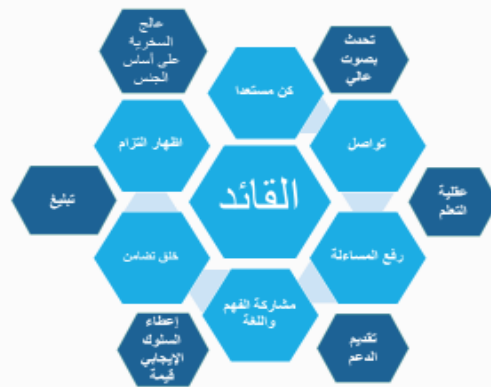 عالج
السخرية
على أساس
الجنس
تحدث
بصوت
عالي
كن مستعدا
اظهار التزام
تواصل
القائد
تبليغ
عقلية
التعلم
خلق تضامن
رفع المساءلة
مشاركة الفهم
واللغة
إعطاء
السلوك
الإيجابي
قيمة
تقديم
الدعم